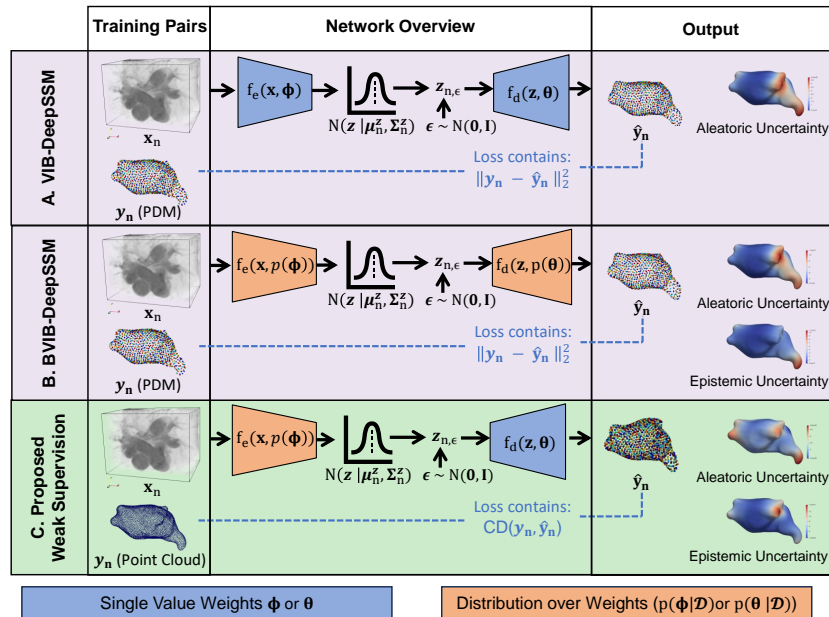 Training Pairs
Network Overview
Output
A. VIB-DeepSSM
x_n
y_n (PDM)
f_e(x, ϕ)
N(z |μ_n^z, Σ_n^z)
z_{n,ϵ}
ϵ ~ N(0, I)
f_d(z, θ)
Loss contains:
‖y_n − ŷ_n‖_2^2
ŷ_n
Aleatoric Uncertainty
B. BVIB-DeepSSM
x_n
y_n (PDM)
f_e(x, p(ϕ))
N(z |μ_n^z, Σ_n^z)
z_{n,ϵ}
ϵ ~ N(0, I)
f_d(z, p(θ))
Loss contains:
‖y_n − ŷ_n‖_2^2
ŷ_n
Aleatoric Uncertainty
Epistemic Uncertainty
C. Proposed
Weak Supervision
x_n
y_n (Point Cloud)
f_e(x, p(ϕ))
N(z |μ_n^z, Σ_n^z)
z_{n,ϵ}
ϵ ~ N(0, I)
f_d(z, θ)
Loss contains:
CD(y_n, ŷ_n)
ŷ_n
Aleatoric Uncertainty
Epistemic Uncertainty
Single Value Weights ϕ or θ
Distribution over Weights (p(ϕ|𝒟)or p(θ |𝒟))